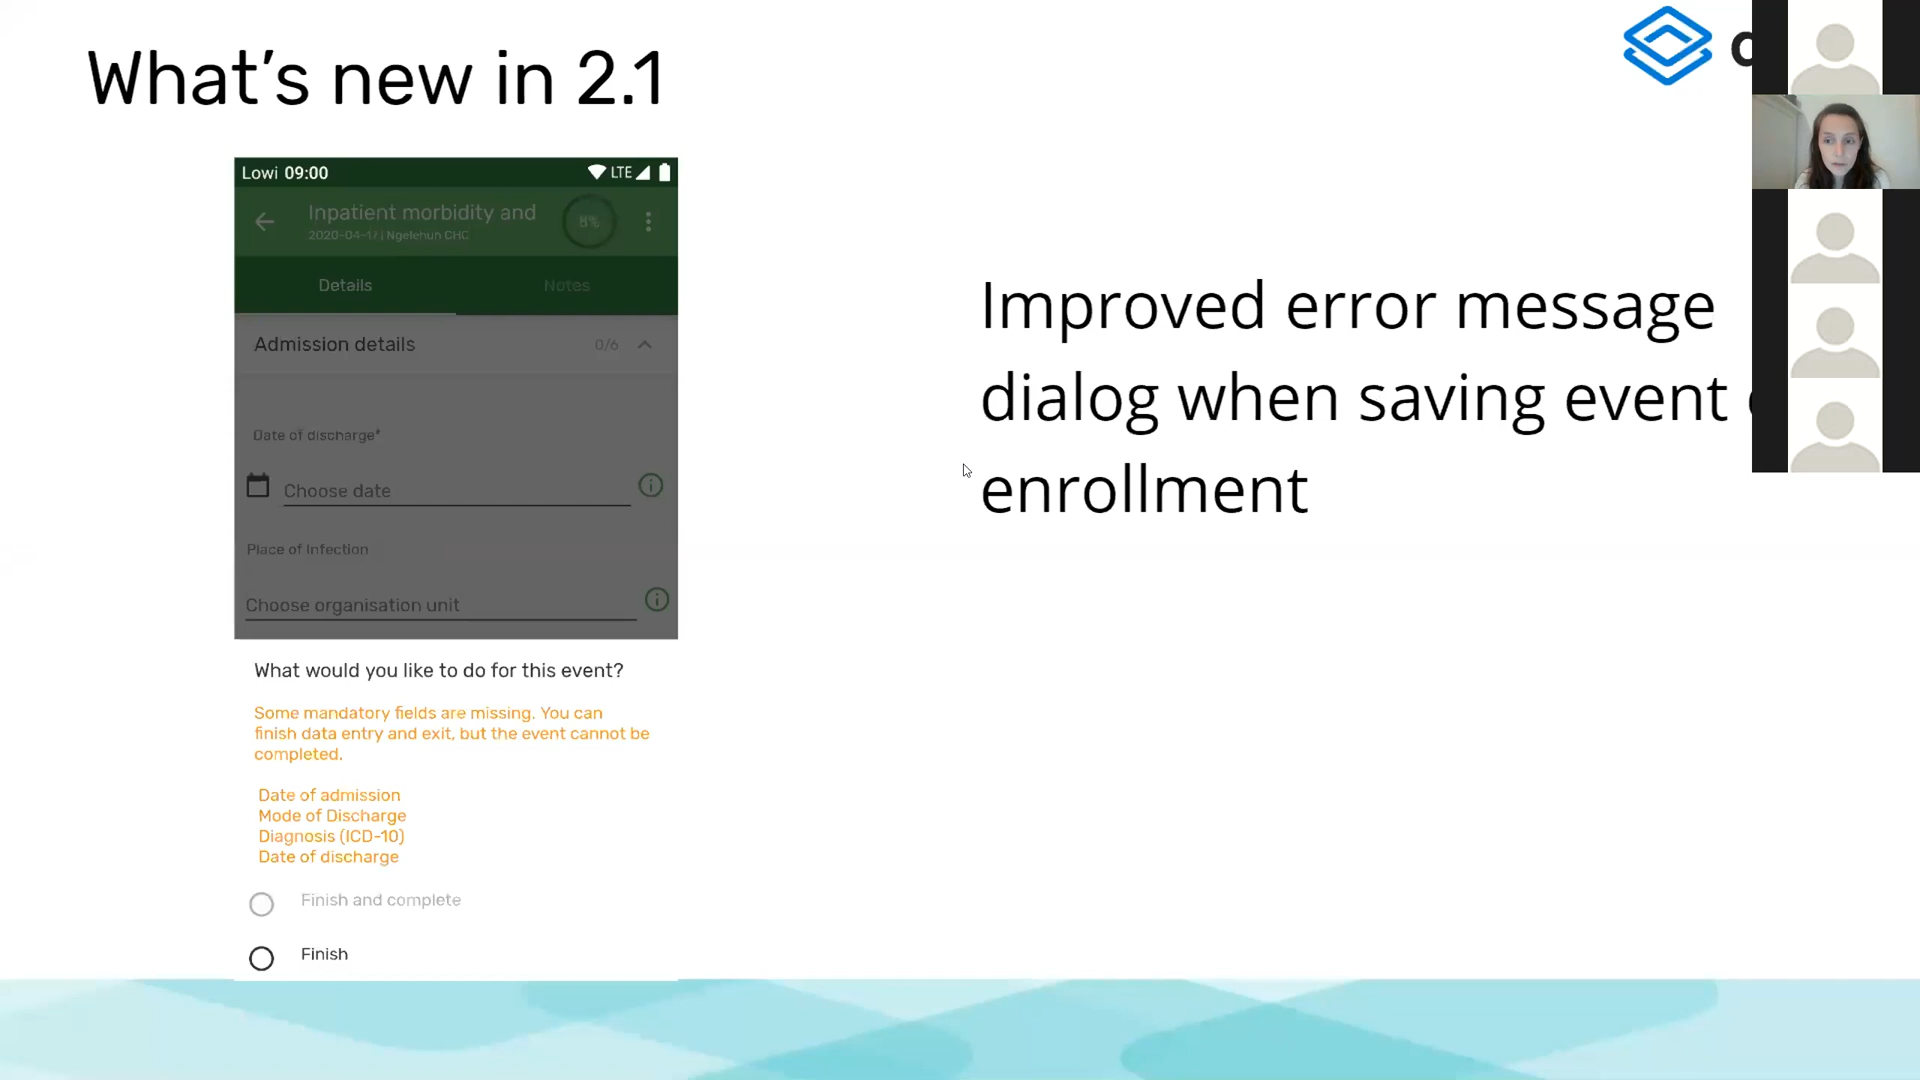 What's new in 2.1
Lowi 09:00
LTE
Inpatient morbidity and
8%
2020-04-17 | Ngelehun CHC
Details
Notes
Admission details
0/6
Date of discharge*
Choose date
Place of Infection
Choose organisation unit
What would you like to do for this event?
Some mandatory fields are missing. You can
finish data entry and exit, but the event cannot be
completed.
Date of admission
Mode of Discharge
Diagnosis (ICD-10)
Date of discharge
Finish and complete
Finish
Improved error message
dialog when saving event
enrollment